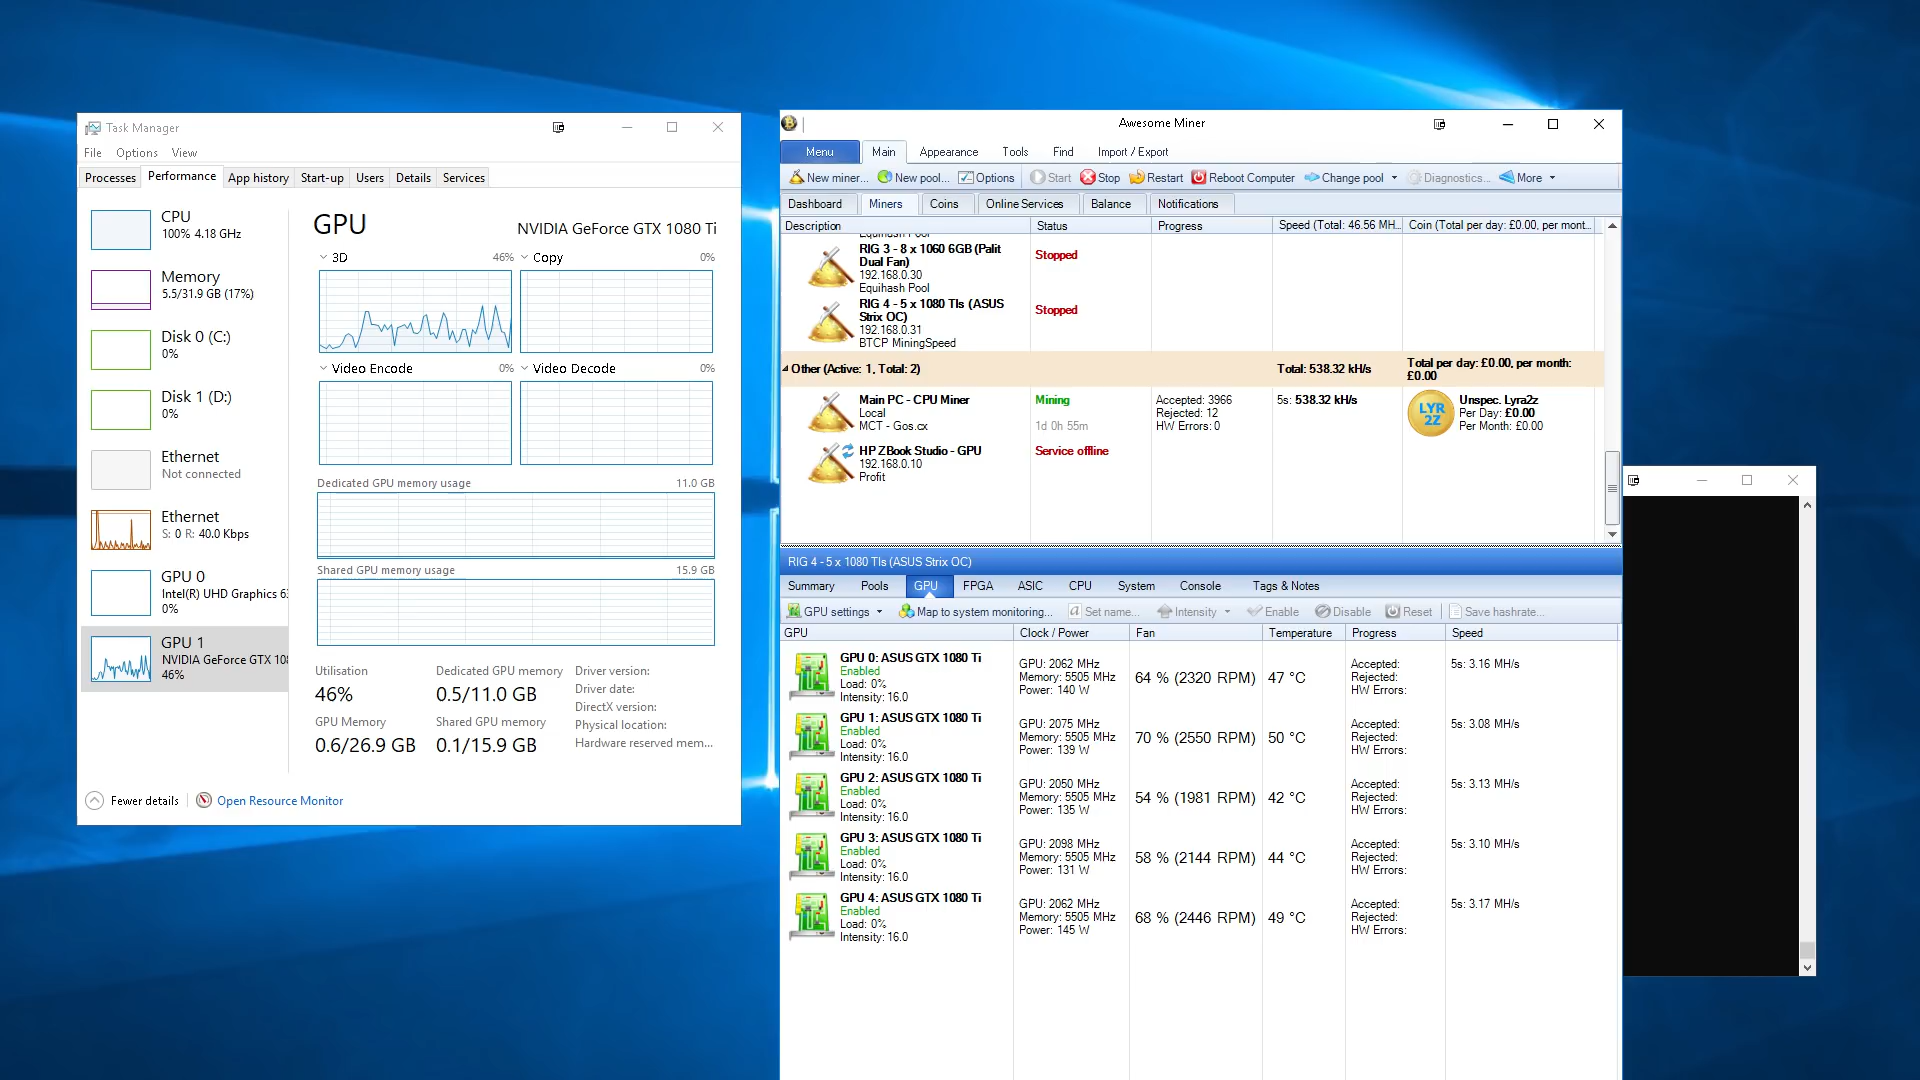 Task Manager
File Options View
Processes Performance App history Start-up Users Details Services
CPU
100% 4.18 GHz
Memory
5.5/31.9 GB (17%)
Disk 0 (C:)
0%
Disk 1 (D:)
0%
Ethernet
Not connected
Ethernet
S: 0 R: 40.0 Kbps
GPU 0
Intel(R) UHD Graphics 6
0%
GPU 1
NVIDIA GeForce GTX 10
46%
GPU
NVIDIA GeForce GTX 1080 Ti
3D 46% Copy 0%
Video Encode 0% Video Decode 0%
Dedicated GPU memory usage 11.0 GB
Shared GPU memory usage 15.9 GB
Utilisation
46%
Dedicated GPU memory
0.5/11.0 GB
GPU Memory
0.6/26.9 GB
Shared GPU memory
0.1/15.9 GB
Driver version:
Driver date:
DirectX version:
Physical location:
Hardware reserved mem...
Fewer details Open Resource Monitor
Awesome Miner
Menu Main Appearance Tools Find Import / Export
New miner... New pool... Options Start Stop Restart Reboot Computer Change pool Diagnostics... More
Dashboard Miners Coins Online Services Balance Notifications
Description Status Progress Speed (Total: 46.56 MH... Coin (Total per day: £0.00, per mont...
Equihash Pool
RIG 3 - 8 x 1060 6GB (Palit
Dual Fan)
192.168.0.30
Equihash Pool
Stopped
RIG 4 - 5 x 1080 TIs (ASUS
Strix OC)
192.168.0.31
BTCP MiningSpeed
Stopped
Other (Active: 1, Total: 2) Total: 538.32 kH/s Total per day: £0.00, per month:
£0.00
Main PC - CPU Miner
Local
MCT - Gos.cx
Mining
1d 0h 55m
Accepted: 3966
Rejected: 12
HW Errors: 0
5s: 538.32 kH/s
LYR
2Z
Unspec. Lyra2z
Per Day: £0.00
Per Month: £0.00
HP ZBook Studio - GPU
192.168.0.10
Profit
Service offline
RIG 4 - 5 x 1080 TIs (ASUS Strix OC)
Summary Pools GPU FPGA ASIC CPU System Console Tags & Notes
GPU settings Map to system monitoring... a Set name... Intensity Enable Disable Reset Save hashrate...
GPU Clock / Power Fan Temperature Progress Speed
GPU 0: ASUS GTX 1080 Ti
Enabled
Load: 0%
Intensity: 16.0
GPU: 2062 MHz
Memory: 5505 MHz
Power: 140 W
64 % (2320 RPM)
47 °C
Accepted:
Rejected:
HW Errors:
5s: 3.16 MH/s
GPU 1: ASUS GTX 1080 Ti
Enabled
Load: 0%
Intensity: 16.0
GPU: 2075 MHz
Memory: 5505 MHz
Power: 139 W
70 % (2550 RPM)
50 °C
Accepted:
Rejected:
HW Errors:
5s: 3.08 MH/s
GPU 2: ASUS GTX 1080 Ti
Enabled
Load: 0%
Intensity: 16.0
GPU: 2050 MHz
Memory: 5505 MHz
Power: 135 W
54 % (1981 RPM)
42 °C
Accepted:
Rejected:
HW Errors:
5s: 3.13 MH/s
GPU 3: ASUS GTX 1080 Ti
Enabled
Load: 0%
Intensity: 16.0
GPU: 2098 MHz
Memory: 5505 MHz
Power: 131 W
58 % (2144 RPM)
44 °C
Accepted:
Rejected:
HW Errors:
5s: 3.10 MH/s
GPU 4: ASUS GTX 1080 Ti
Enabled
Load: 0%
Intensity: 16.0
GPU: 2062 MHz
Memory: 5505 MHz
Power: 145 W
68 % (2446 RPM)
49 °C
Accepted:
Rejected:
HW Errors:
5s: 3.17 MH/s